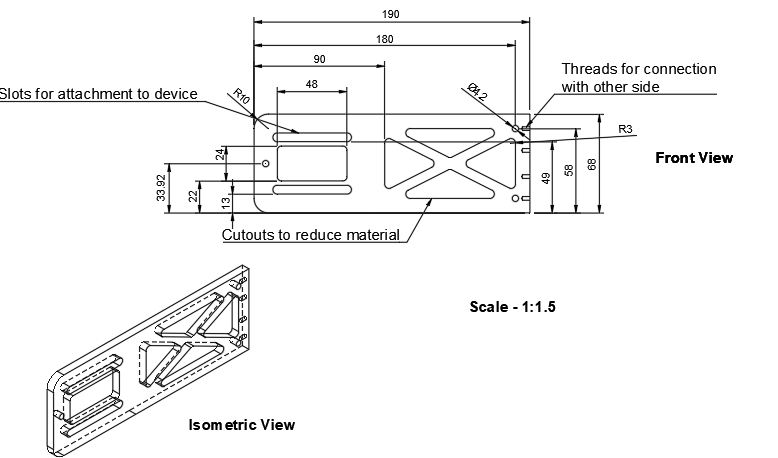 190
180
90
48
R10
Ø4.2
Slots for attachment to device
Threads for connection
with other side
R3
Front View
24
33.92
22
13
49
58
68
Cutouts to reduce material
Scale - 1:1.5
Isometric View